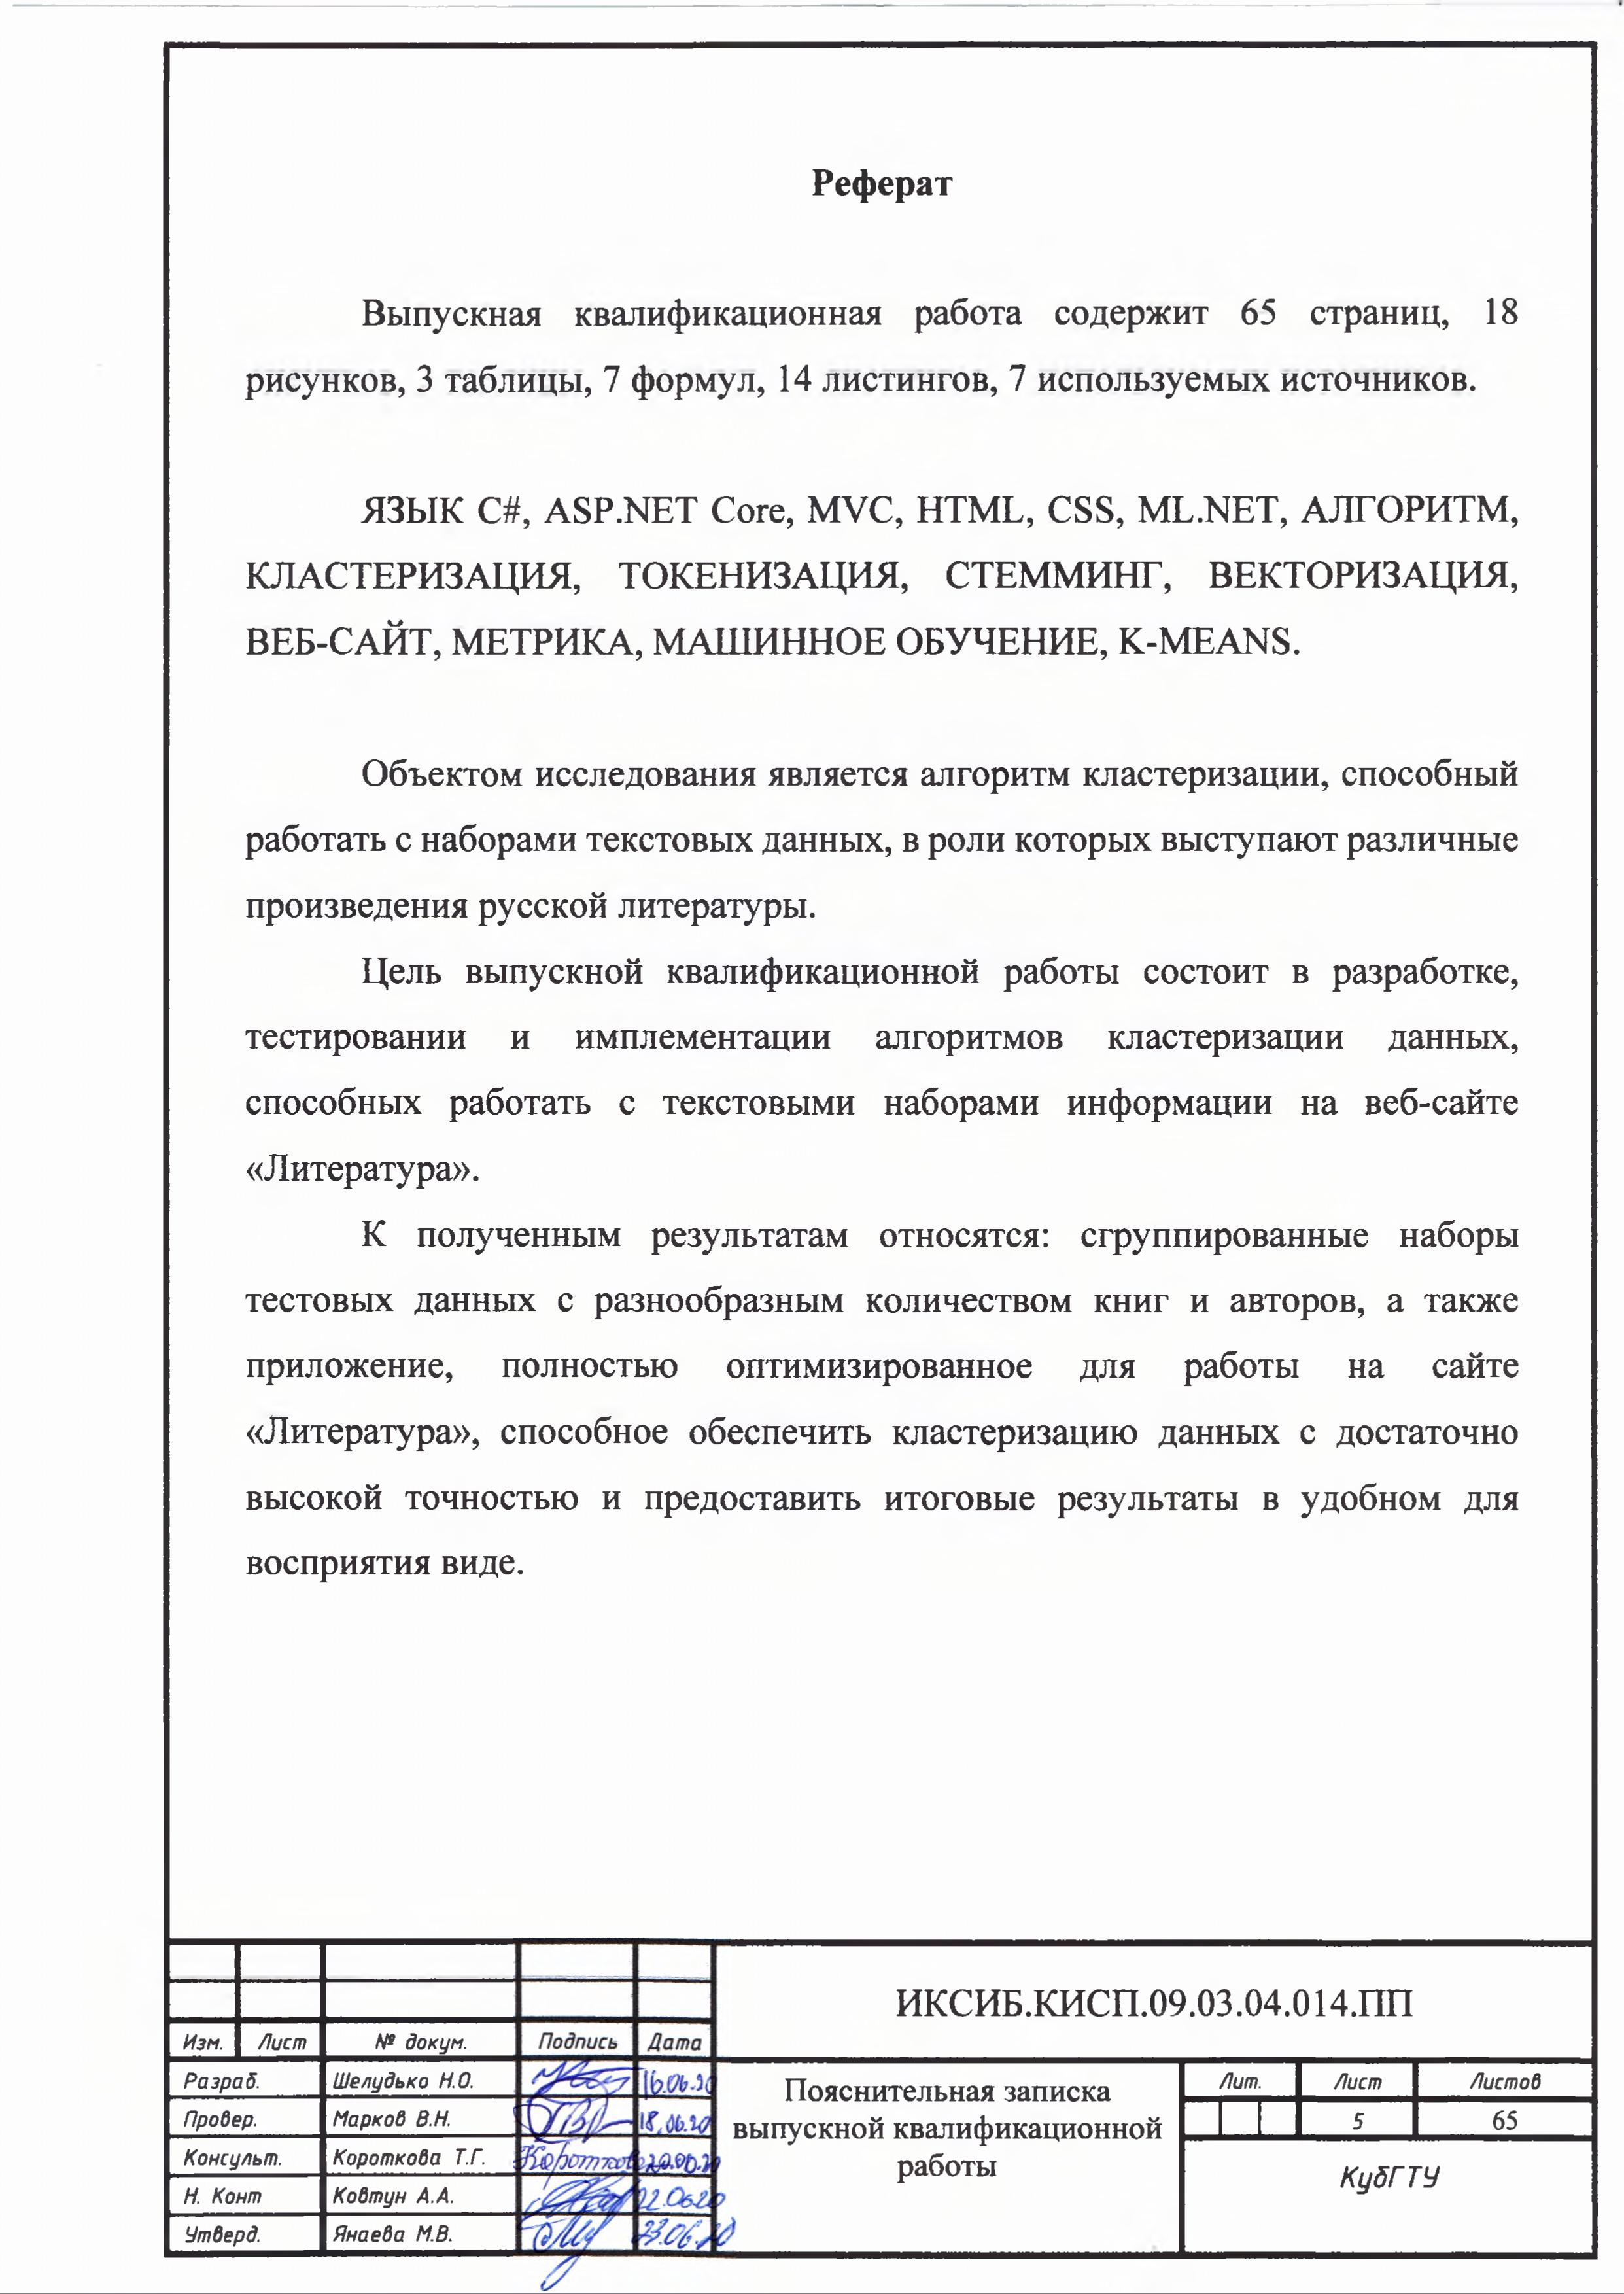 Реферат
Выпускная квалификационная работа содержит 65 страниц, 18
рисунков, 3 таблицы, 7 формул, 14 листингов, 7 используемых источников.
ЯЗЫК C#, ASP.NET Core, MVC, HTML, CSS, ML.NET, АЛГОРИТМ,
КЛАСТЕРИЗАЦИЯ, ТОКЕНИЗАЦИЯ, СТЕММИНГ, ВЕКТОРИЗАЦИЯ,
ВЕБ-САЙТ, МЕТРИКА, МАШИННОЕ ОБУЧЕНИЕ, K-MEANS.
Объектом исследования является алгоритм кластеризации, способный
работать с наборами текстовых данных, в роли которых выступают различные
произведения русской литературы.
Цель выпускной квалификационной работы состоит в разработке,
тестировании и имплементации алгоритмов кластеризации данных,
способных работать с текстовыми наборами информации на веб-сайте
«Литература».
К полученным результатам относятся: сгруппированные наборы
тестовых данных с разнообразным количеством книг и авторов, а также
приложение, полностью оптимизированное для работы на сайте
«Литература», способное обеспечить кластеризацию данных с достаточно
высокой точностью и предоставить итоговые результаты в удобном для
восприятия виде.
ИКСИБ.КИСП.09.03.04.014.ПП
Изм. Лист № докум. Подпись Дата
Разраб. Шелудько Н.О. 16.06.20
Провер. Марков В.Н. 18.06.20
Консульт. Короткова Т.Г. 20.06.20
Н. Конт Ковтун А.А. 22.06.20
Утверд. Янаева М.В. 23.06.20
Пояснительная записка
выпускной квалификационной
работы
Лит. Лист Листов
5 65
КубГТУ